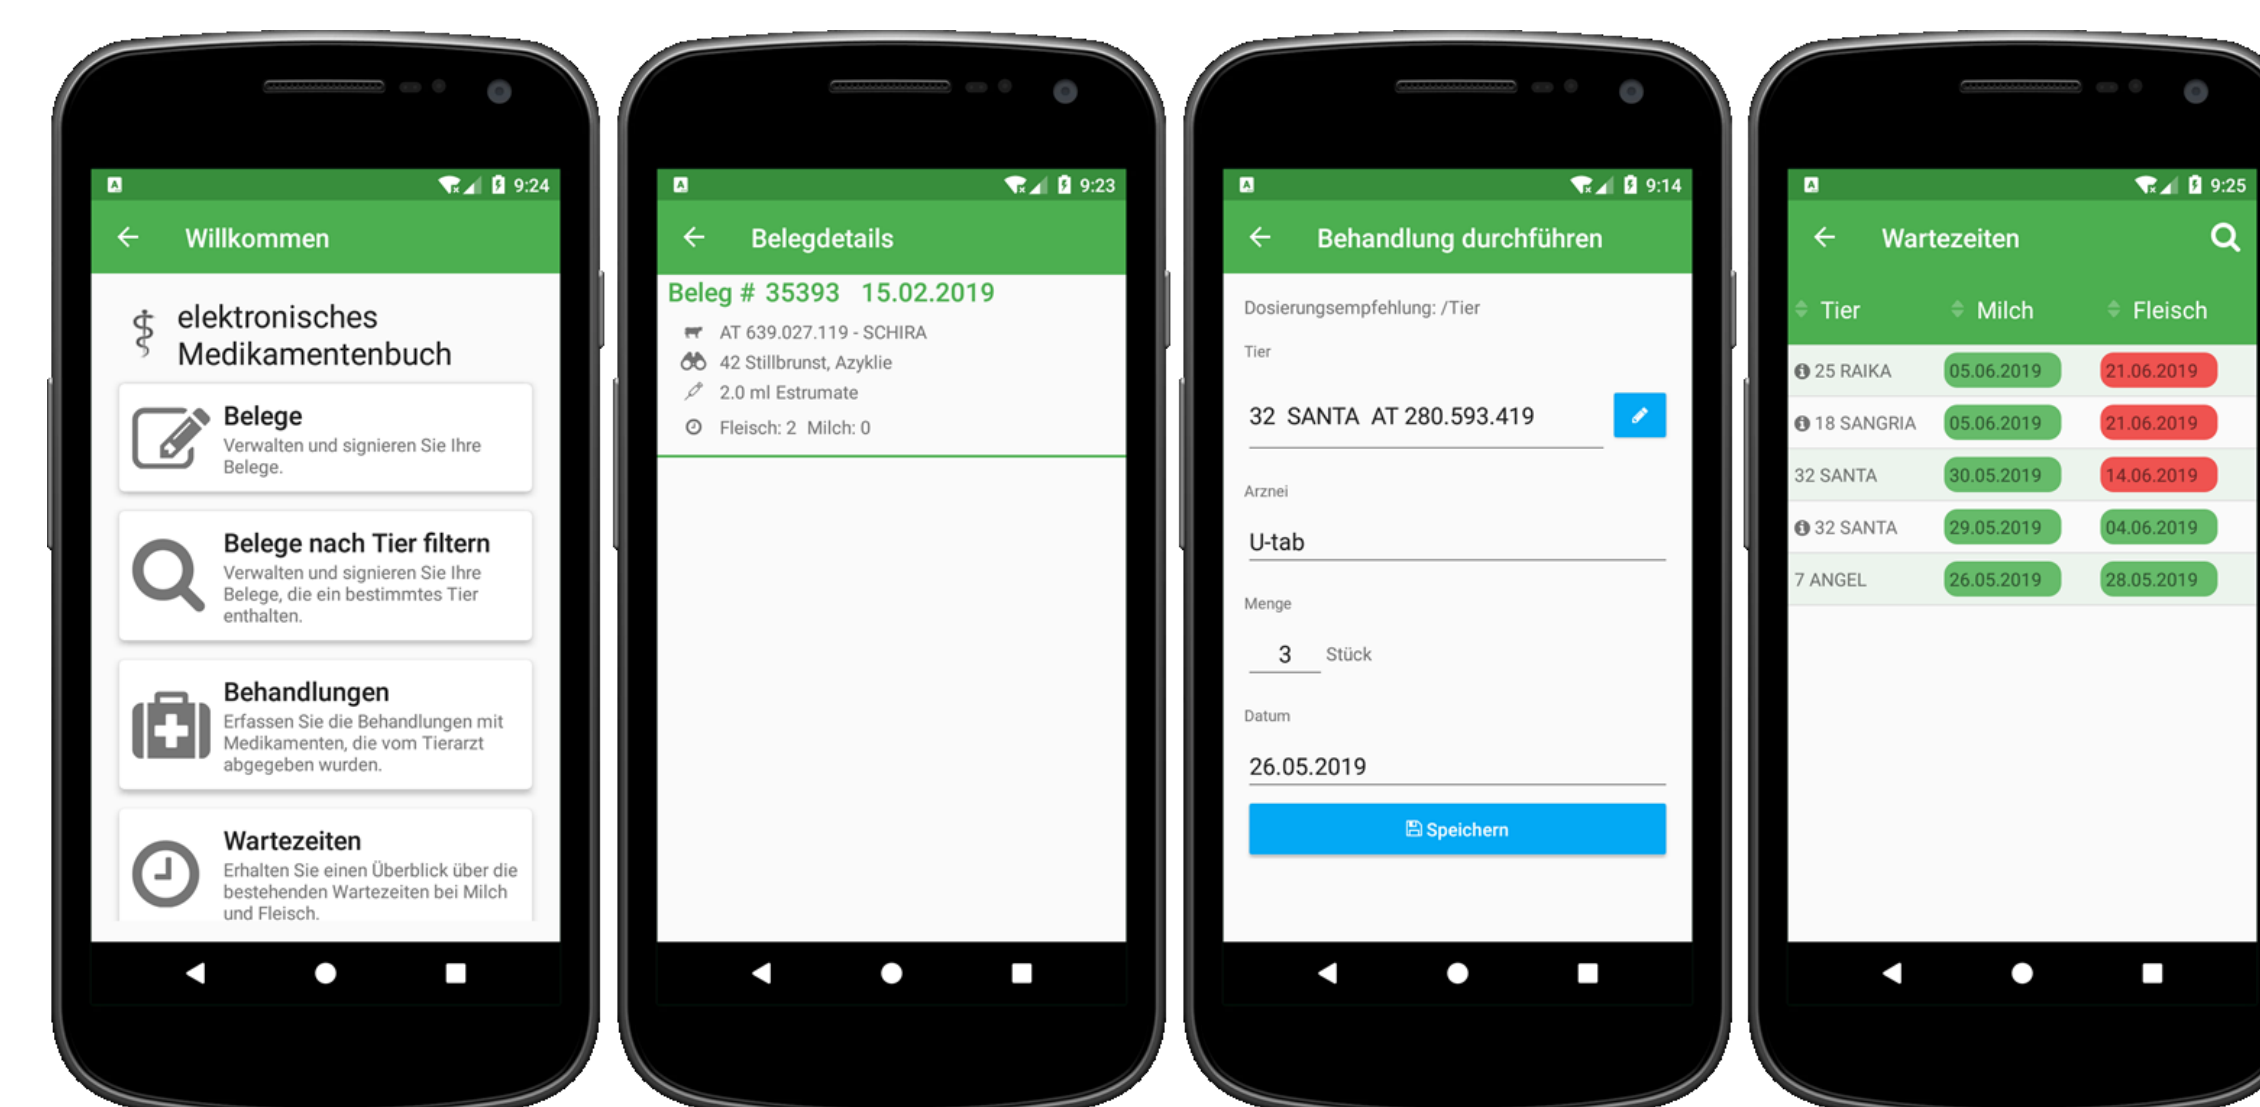 9:24
Willkommen
elektronisches
Medikamentenbuch
Belege
Verwalten und signieren Sie Ihre
Belege.
Belege nach Tier filtern
Verwalten und signieren Sie Ihre
Belege, die ein bestimmtes Tier
enthalten.
Behandlungen
Erfassen Sie die Behandlungen mit
Medikamenten, die vom Tierarzt
abgegeben wurden.
Wartezeiten
Erhalten Sie einen Überblick über die
bestehenden Wartezeiten bei Milch
und Fleisch.
9:23
Belegdetails
Beleg # 35393 15.02.2019
AT 639.027.119 - SCHIRA
42 Stillbrunst, Azyklie
2.0 ml Estrumate
Fleisch: 2 Milch: 0
9:14
Behandlung durchführen
Dosierungsempfehlung: /Tier
Tier
32 SANTA AT 280.593.419
Arznei
U-tab
Menge
3 Stück
Datum
26.05.2019
Speichern
9:25
Wartezeiten
Tier Milch Fleisch
25 RAIKA 05.06.2019 21.06.2019
18 SANGRIA 05.06.2019 21.06.2019
32 SANTA 30.05.2019 14.06.2019
32 SANTA 29.05.2019 04.06.2019
7 ANGEL 26.05.2019 28.05.2019